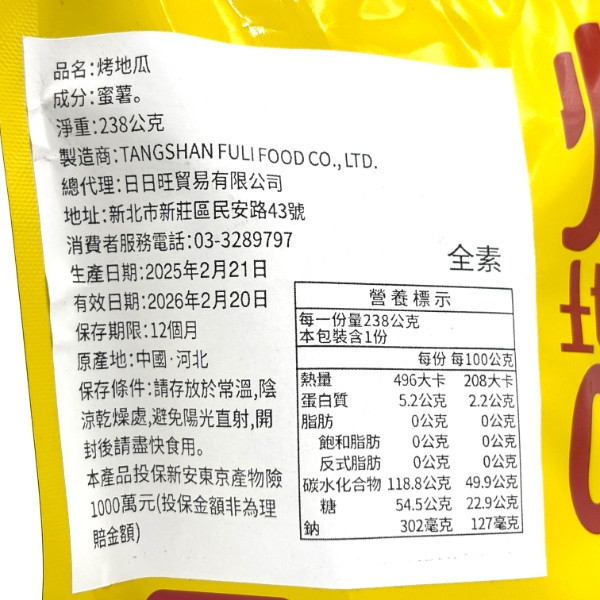 品名:烤地瓜
成分:蜜薯。
淨重:238公克
製造商:TANGSHAN FULI FOOD CO., LTD.
總代理:日日旺貿易有限公司
地址:新北市新莊區民安路43號
消費者服務電話:03-3289797
生產日期:2025年2月21日
有效日期:2026年2月20日
保存期限:12個月
原產地:中國·河北
保存條件:請存放於常溫,陰
涼乾燥處,避免陽光直射,開
封後請盡快食用。
本產品投保新安東京產物險
1000萬元(投保金額非為理
賠金額)
全素
營養標示
每一份量238公克
本包裝含1份
每份 每100公克
熱量 496大卡 208大卡
蛋白質 5.2公克 2.2公克
脂肪 0公克 0公克
飽和脂肪 0公克 0公克
反式脂肪 0公克 0公克
碳水化合物 118.8公克 49.9公克
糖 54.5公克 22.9公克
鈉 302毫克 127毫克